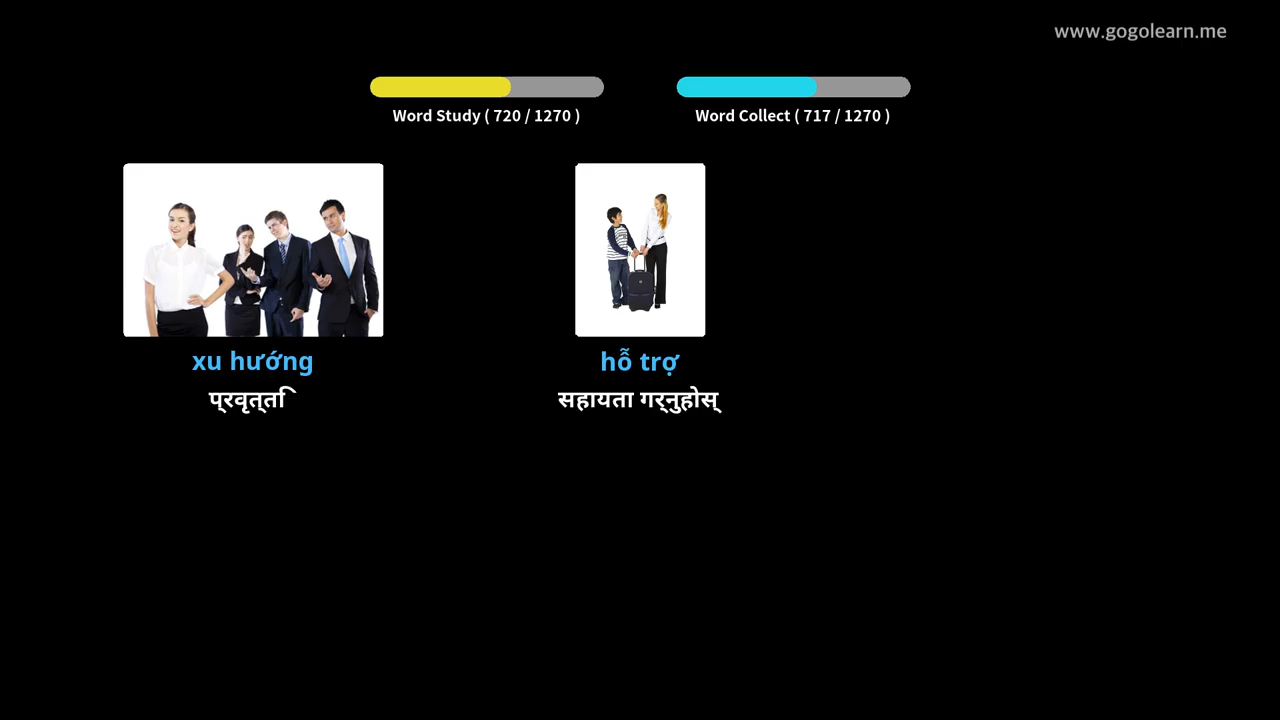 www.gogolearn.me
Word Study ( 720 / 1270 )
Word Collect ( 717 / 1270 )
xu hướng
प्रवृत्ति
hỗ trợ
सहायता गर्नुहोस्